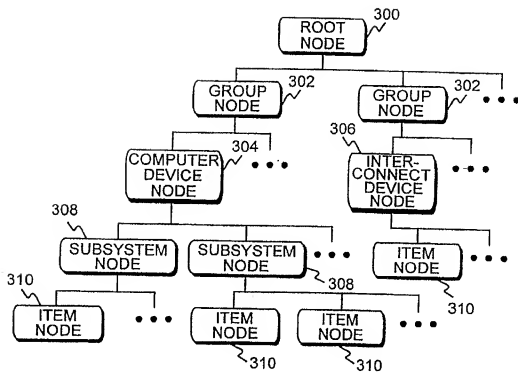 300
ROOT
NODE
302
GROUP
NODE
302
GROUP
NODE
304
COMPUTER
DEVICE
NODE
306
INTER-
CONNECT
DEVICE
NODE
308
SUBSYSTEM
NODE
SUBSYSTEM
NODE
308
ITEM
NODE
310
310
ITEM
NODE
ITEM
NODE
310
ITEM
NODE
310